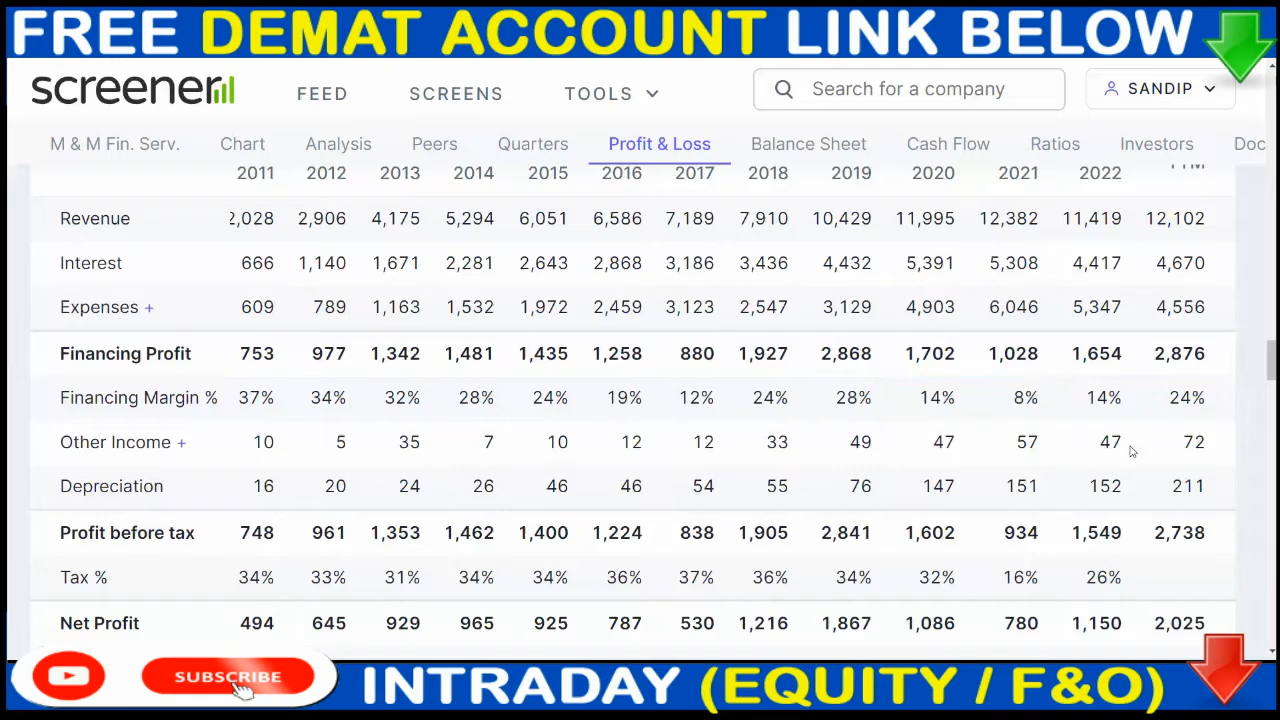 FREE DEMAT ACCOUNT LINK BELOW
screener
FEED SCREENS TOOLS Search for a company SANDIP
M & M Fin. Serv. Chart Analysis Peers Quarters Profit & Loss Balance Sheet Cash Flow Ratios Investors Doc
2011 2012 2013 2014 2015 2016 2017 2018 2019 2020 2021 2022
Revenue 2,028 2,906 4,175 5,294 6,051 6,586 7,189 7,910 10,429 11,995 12,382 11,419 12,102
Interest 666 1,140 1,671 2,281 2,643 2,868 3,186 3,436 4,432 5,391 5,308 4,417 4,670
Expenses + 609 789 1,163 1,532 1,972 2,459 3,123 2,547 3,129 4,903 6,046 5,347 4,556
Financing Profit 753 977 1,342 1,481 1,435 1,258 880 1,927 2,868 1,702 1,028 1,654 2,876
Financing Margin % 37% 34% 32% 28% 24% 19% 12% 24% 28% 14% 8% 14% 24%
Other Income + 10 5 35 7 10 12 12 33 49 47 57 47 72
Depreciation 16 20 24 26 46 46 54 55 76 147 151 152 211
Profit before tax 748 961 1,353 1,462 1,400 1,224 838 1,905 2,841 1,602 934 1,549 2,738
Tax % 34% 33% 31% 34% 34% 36% 37% 36% 34% 32% 16% 26%
Net Profit 494 645 929 965 925 787 530 1,216 1,867 1,086 780 1,150 2,025
SUBSCRIBE
INTRADAY (EQUITY / F&O)